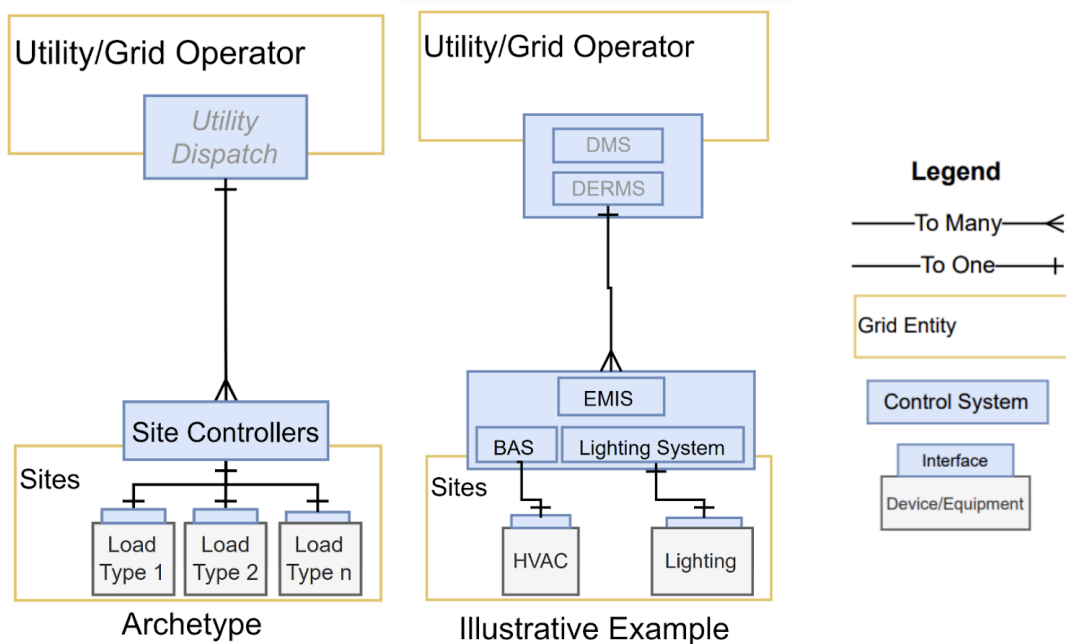 Utility/Grid Operator
Utility
Dispatch
Site Controllers
Sites
Load
Type 1
Load
Type 2
Load
Type n
Archetype
Utility/Grid Operator
DMS
DERMS
EMIS
BAS
Lighting System
Sites
HVAC
Lighting
Illustrative Example
Legend
To Many
To One
Grid Entity
Control System
Interface
Device/Equipment